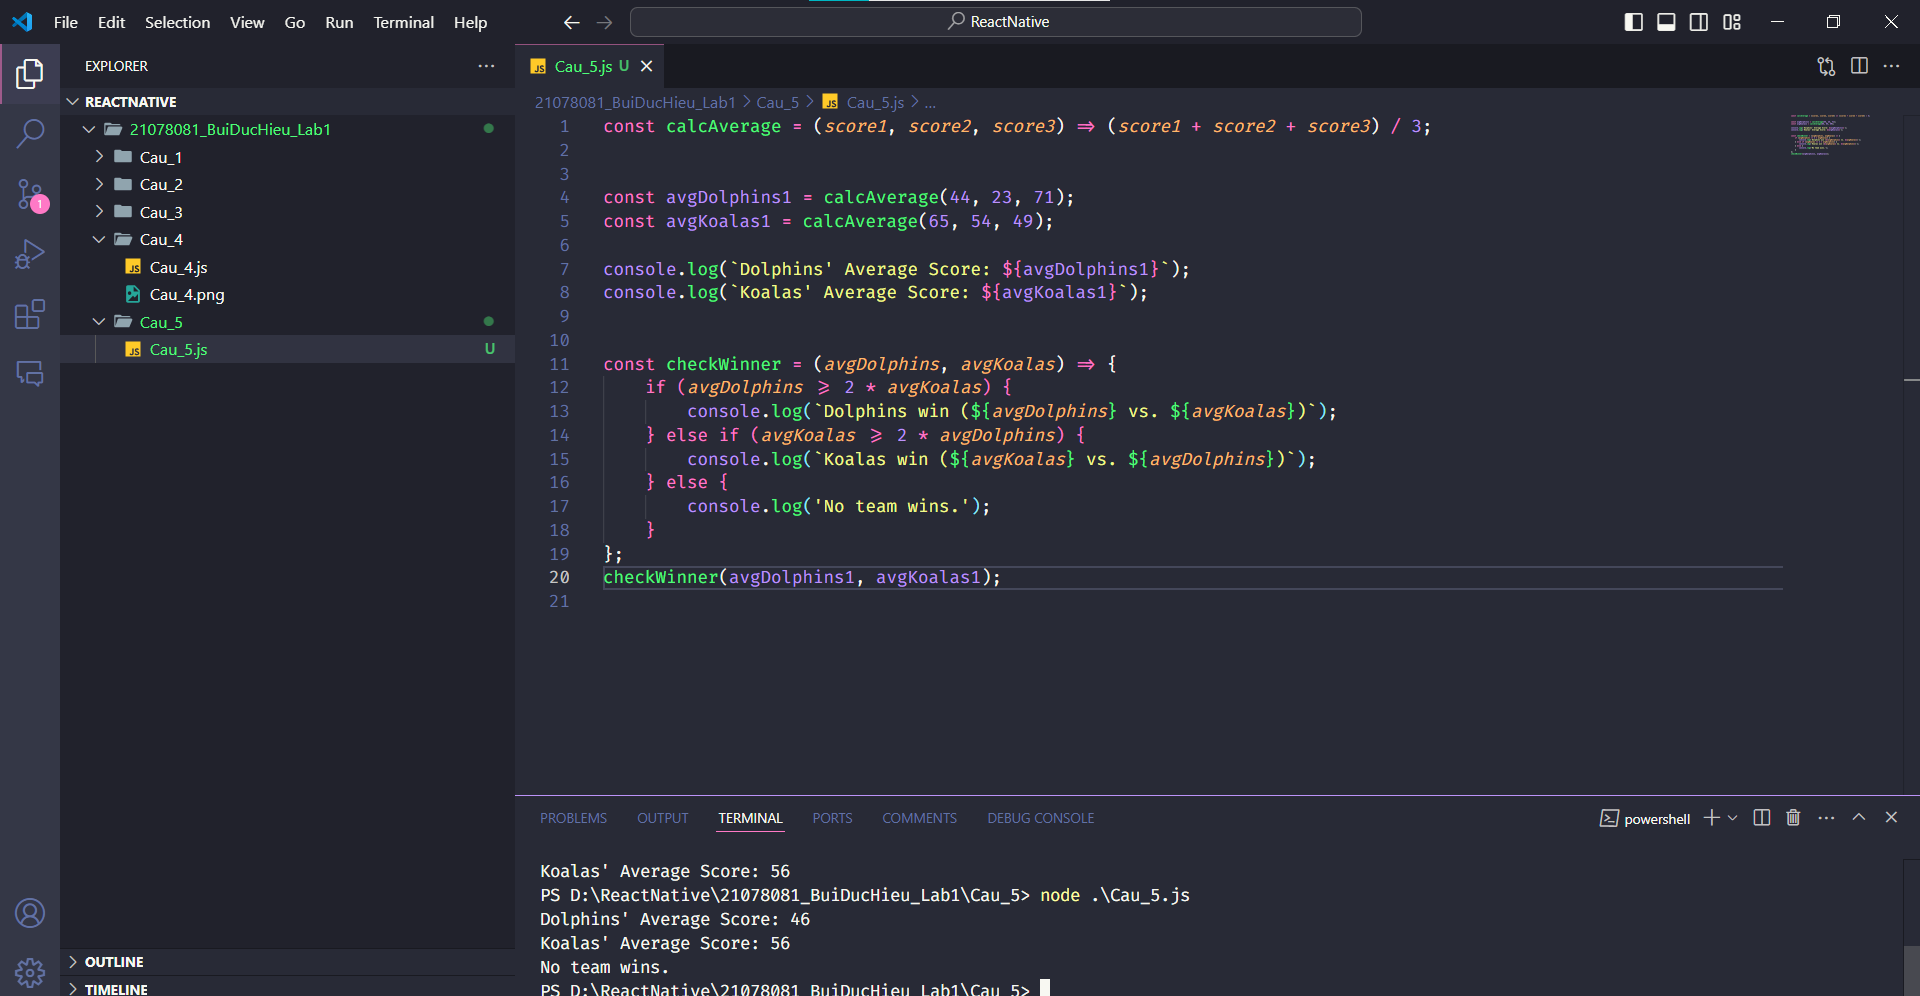 File Edit Selection View Go Run Terminal Help
ReactNative
EXPLORER
REACTNATIVE
21078081_BuiDucHieu_Lab1
Cau_1
Cau_2
Cau_3
Cau_4
JS Cau_4.js
Cau_4.png
Cau_5
JS Cau_5.js U
1
OUTLINE
TIMELINE
JS Cau_5.js U
21078081_BuiDucHieu_Lab1 > Cau_5 > JS Cau_5.js > ...
1 const calcAverage = (score1, score2, score3) => (score1 + score2 + score3) / 3;
2
3
4 const avgDolphins1 = calcAverage(44, 23, 71);
5 const avgKoalas1 = calcAverage(65, 54, 49);
6
7 console.log(`Dolphins' Average Score: ${avgDolphins1}`);
8 console.log(`Koalas' Average Score: ${avgKoalas1}`);
9
10
11 const checkWinner = (avgDolphins, avgKoalas) => {
12 if (avgDolphins >= 2 * avgKoalas) {
13 console.log(`Dolphins win (${avgDolphins} vs. ${avgKoalas})`);
14 } else if (avgKoalas >= 2 * avgDolphins) {
15 console.log(`Koalas win (${avgKoalas} vs. ${avgDolphins})`);
16 } else {
17 console.log('No team wins.');
18 }
19 };
20 checkWinner(avgDolphins1, avgKoalas1);
21
PROBLEMS OUTPUT TERMINAL PORTS COMMENTS DEBUG CONSOLE
powershell
Koalas' Average Score: 56
PS D:\ReactNative\21078081_BuiDucHieu_Lab1\Cau_5> node .\Cau_5.js
Dolphins' Average Score: 46
Koalas' Average Score: 56
No team wins.
PS D:\ReactNative\21078081_BuiDucHieu_Lab1\Cau_5>